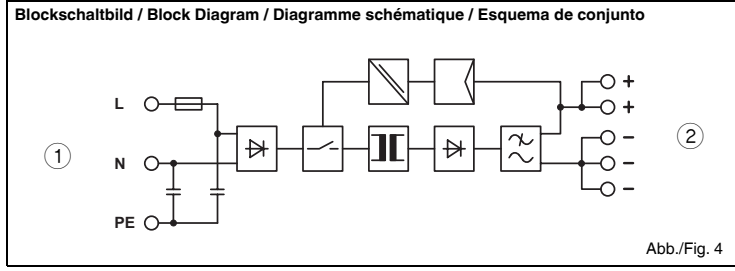 Blockschaltbild / Block Diagram / Diagramme schématique / Esquema de conjunto
L
+
+
1
N
−
−
−
2
PE
Abb./Fig. 4